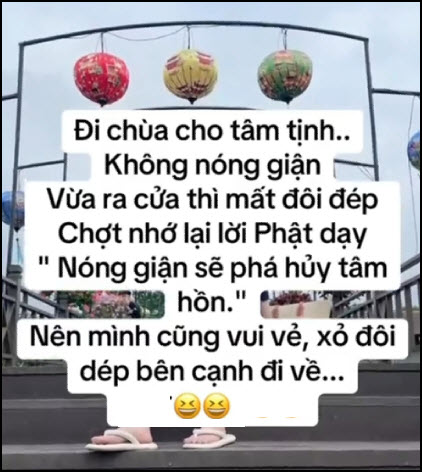 Đi chùa cho tâm tịnh..
Không nóng giận
Vừa ra cửa thì mất đôi đép
Chợt nhớ lại lời Phật dạy
" Nóng giận sẽ phá hủy tâm
hồn."
Nên mình cũng vui vẻ, xỏ đôi
dép bên cạnh đi về...
😆😆